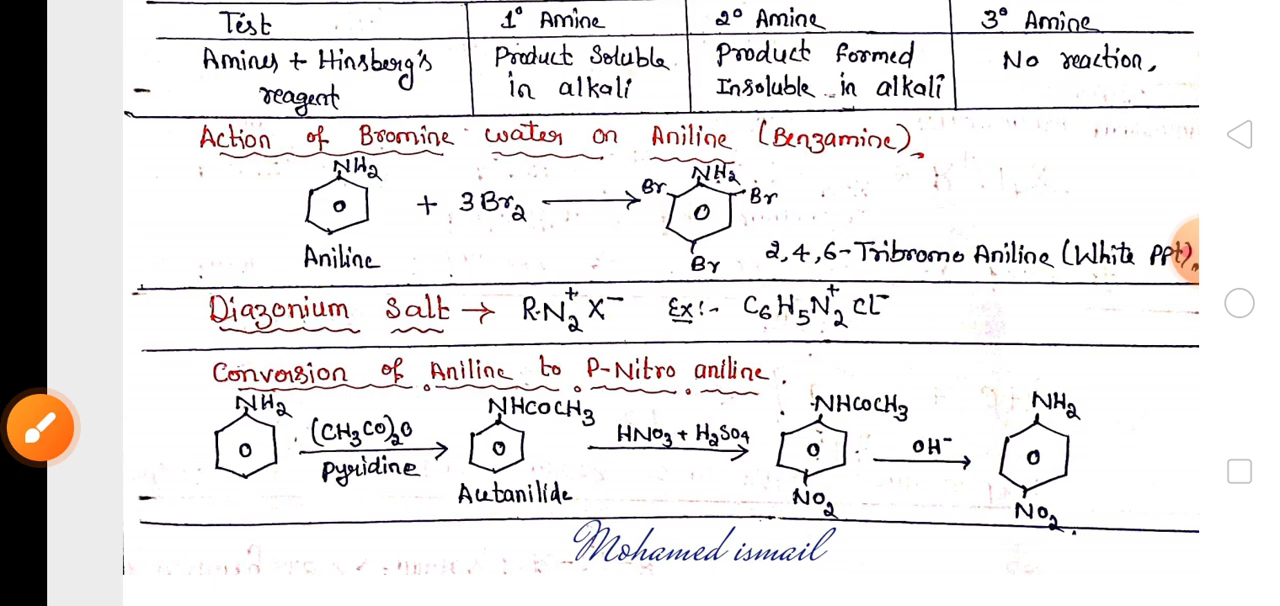 Test 1° Amine 2° Amine 3° Amine
Amines + Hinsberg's reagent Product Soluble in alkali Product formed Insoluble in alkali No reaction,
Action of Bromine water on Aniline (Benzamine),
NH2 NH2
+ 3Br2 Br Br
Aniline Br 2,4,6-Tribromo Aniline (White PPt),
Diazonium Salt → R-N2+ X− Ex:- C6H5N2+ Cl−
Conversion of Aniline to P-Nitro aniline.
NH2 NHCOCH3 NHCOCH3 NH2
(CH3CO)2O HNO3 + H2SO4 OH−
pyridine
Acetanilide NO2 NO2.
Mohamed ismail